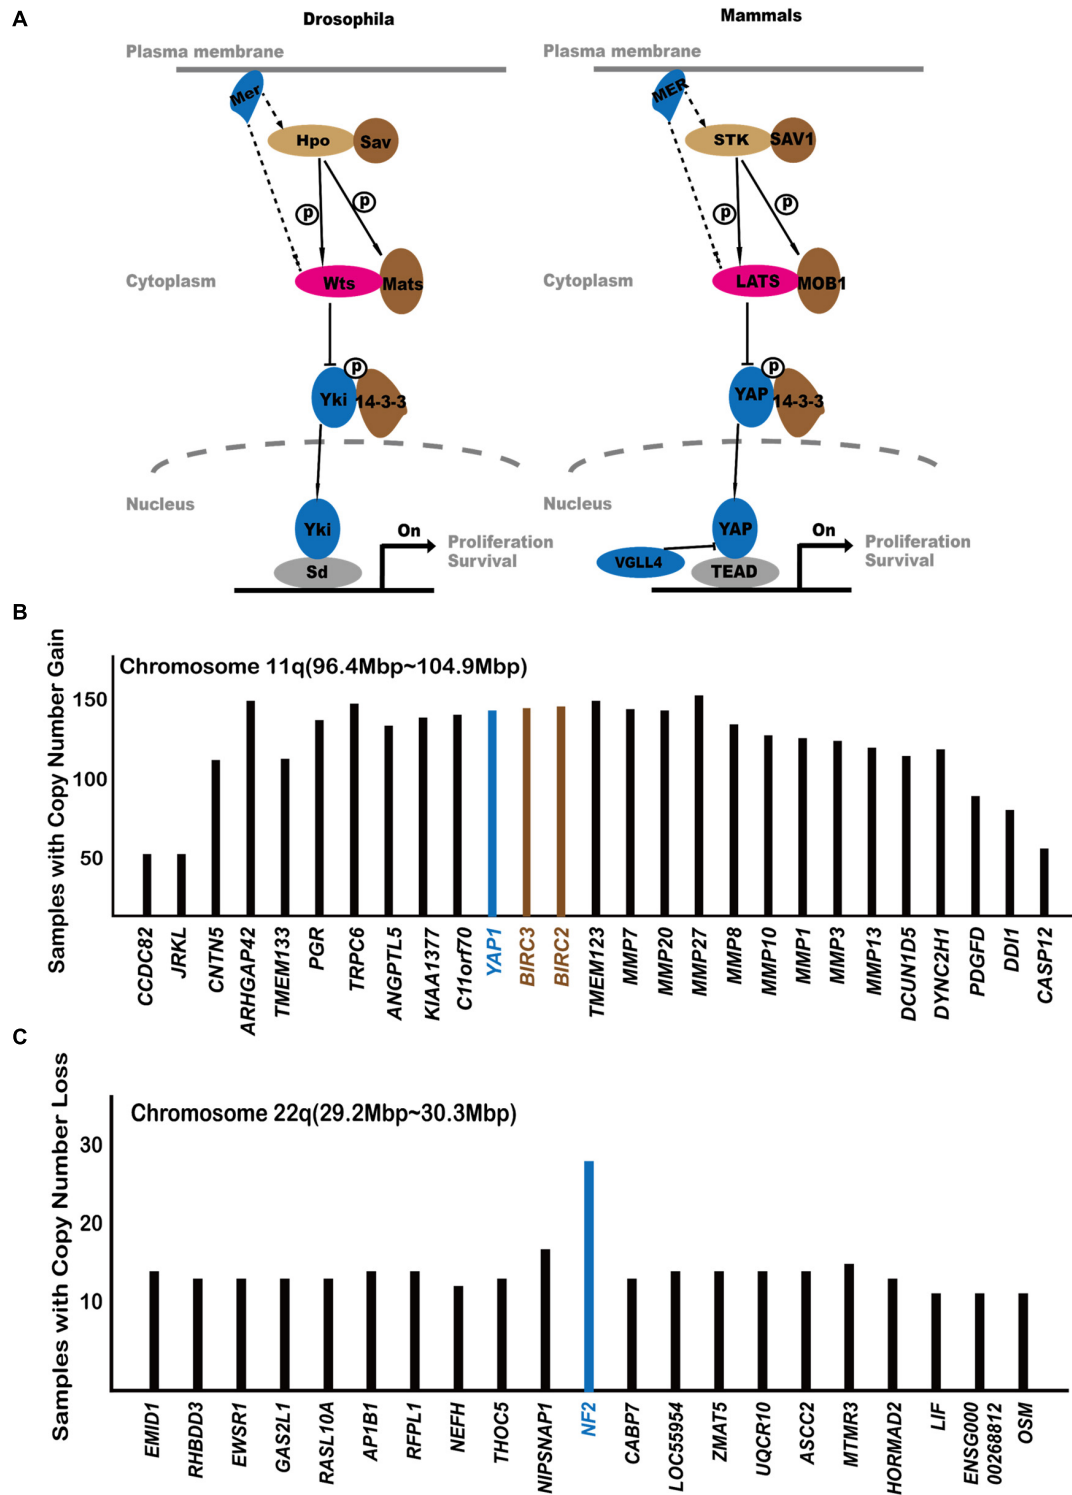 A
Drosophila
Mammals
Plasma membrane
Plasma membrane
Mer
Hpo
Sav
MER
STK
SAV1
p
p
p
p
Cytoplasm
Wts
Mats
Cytoplasm
LATS
MOB1
p
Yki
14-3-3
p
YAP
14-3-3
Nucleus
Yki
Sd
On
Proliferation
Survival
Nucleus
VGLL4
YAP
TEAD
On
Proliferation
Survival
B
Samples with Copy Number Gain
Chromosome 11q(96.4Mbp~104.9Mbp)
150
100
50
CCDC82
JRKL
CNTN5
ARHGAP42
TMEM133
PGR
TRPC6
ANGPTL5
KIAA1377
C11orf70
YAP1
BIRC3
BIRC2
TMEM123
MMP7
MMP20
MMP27
MMP8
MMP10
MMP1
MMP3
MMP13
DCUN1D5
DYNC2H1
PDGFD
DDI1
CASP12
C
Samples with Copy Number Loss
Chromosome 22q(29.2Mbp~30.3Mbp)
30
20
10
EMID1
RHBDD3
EWSR1
GAS2L1
RASL10A
AP1B1
RFPL1
NEFH
THOC5
NIPSNAP1
NF2
CABP7
LOC55954
ZMAT5
UQCR10
ASCC2
MTMR3
HORMAD2
LIF
ENSG000
00268812
OSM